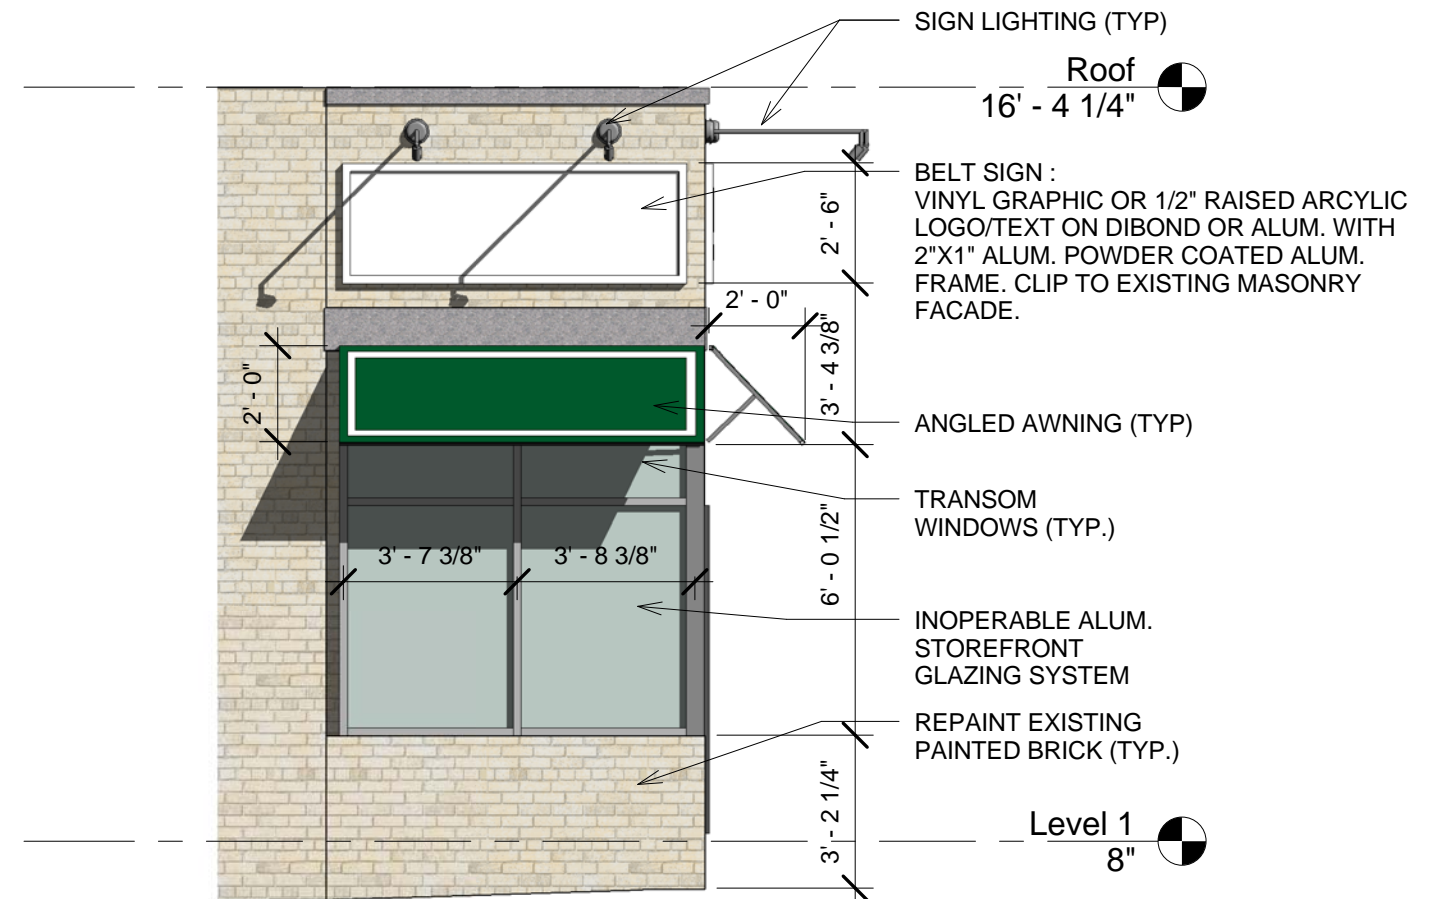 SIGN LIGHTING (TYP)
Roof
16' - 4 1/4"
BELT SIGN :
VINYL GRAPHIC OR 1/2" RAISED ARCYLIC
LOGO/TEXT ON DIBOND OR ALUM. WITH
2"X1" ALUM. POWDER COATED ALUM.
FRAME. CLIP TO EXISTING MASONRY
FACADE.
2' - 6"
2' - 0"
3' - 4 3/8"
2' - 0"
ANGLED AWNING (TYP)
TRANSOM
WINDOWS (TYP.)
3' - 7 3/8"
3' - 8 3/8"
6' - 0 1/2"
INOPERABLE ALUM.
STOREFRONT
GLAZING SYSTEM
REPAINT EXISTING
PAINTED BRICK (TYP.)
3' - 2 1/4"
Level 1
8"